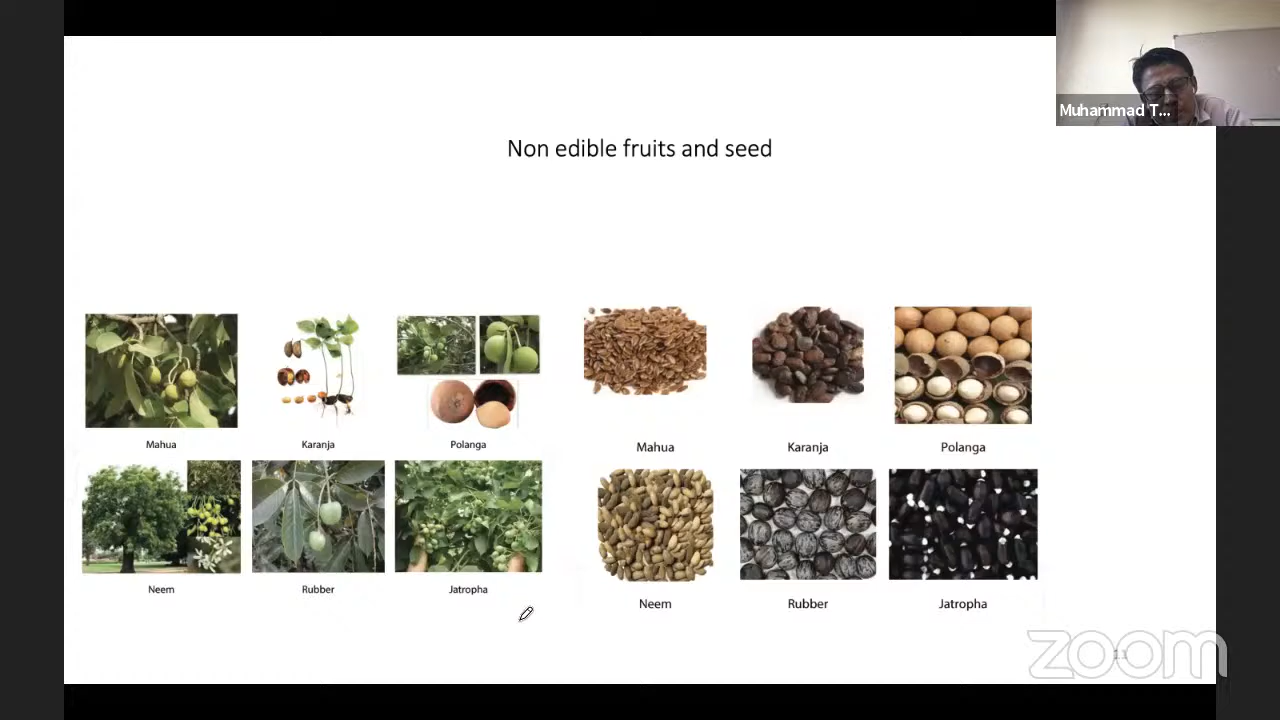 Muhammad T...
Non edible fruits and seed
Mahua Karanja Polanga
Neem Rubber Jatropha
Mahua Karanja Polanga
Neem Rubber Jatropha
zoom
11